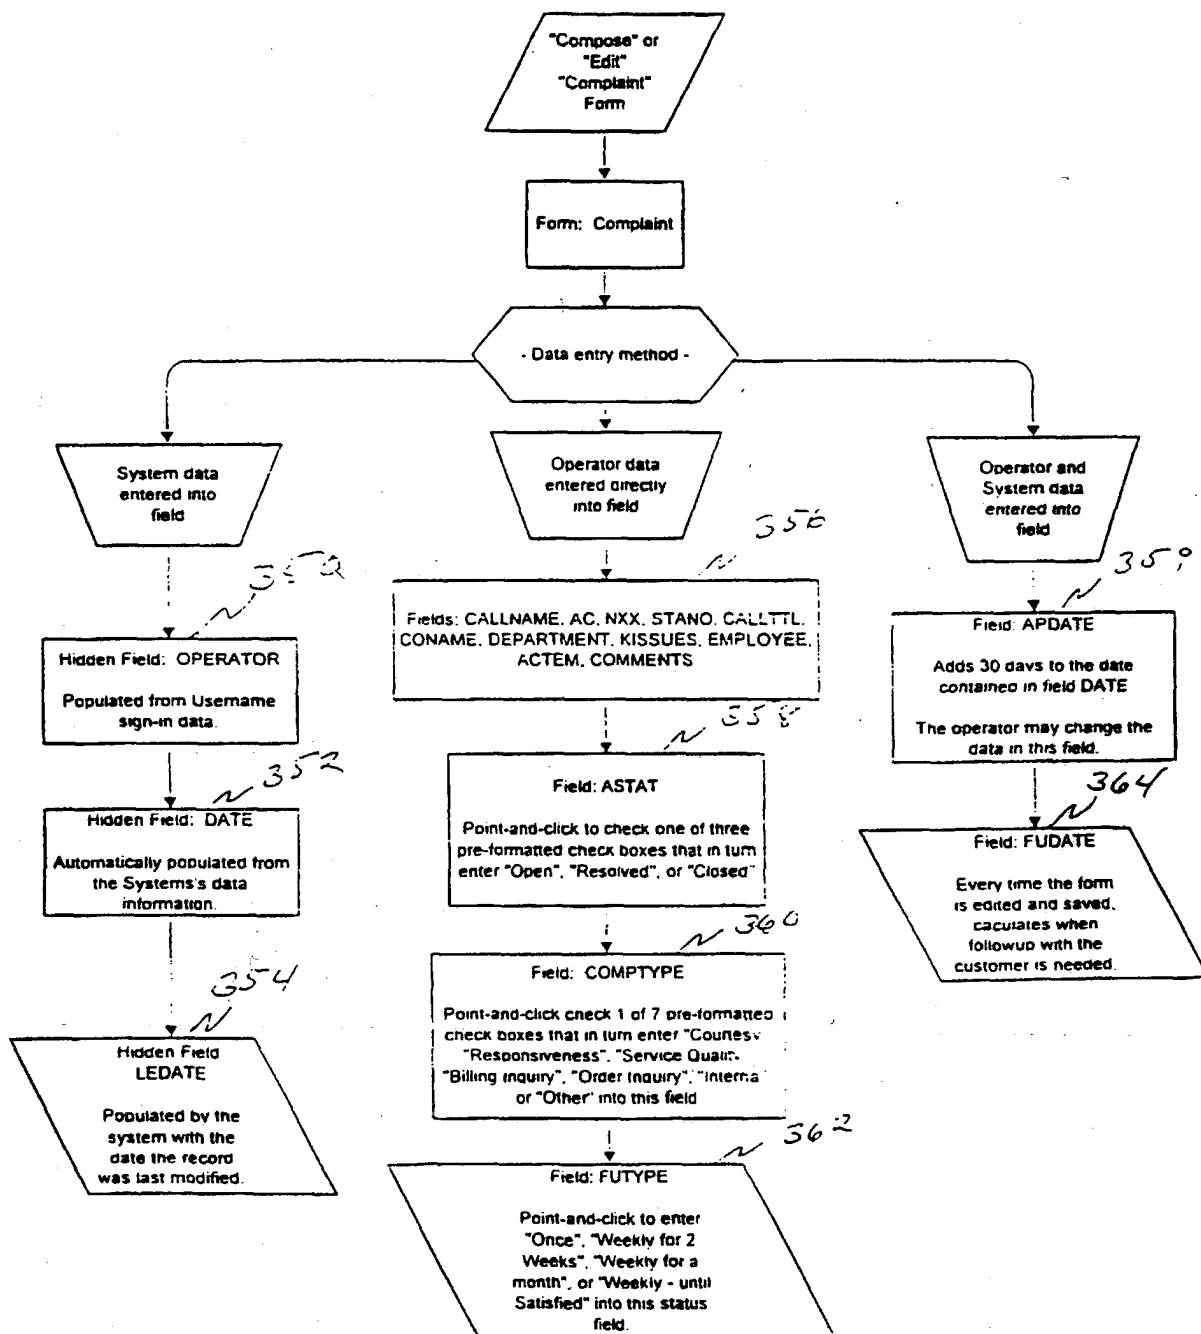 "Compose" or
"Edit"
"Complaint"
Form
Form: Complaint
- Data entry method -
System data
entered into
field
Operator data
entered directly
into field
Operator and
System data
entered into
field
350
Hidden Field: OPERATOR
Populated from Username
sign-in data.
352
Hidden Field: DATE
Automatically populated from
the Systems's data
information.
354
Hidden Field
LEDATE
Populated by the
system with the
date the record
was last modified.
356
Fields: CALLNAME, AC, NXX, STANO, CALLTTL,
CONAME, DEPARTMENT, KISSUES, EMPLOYEE,
ACTEM, COMMENTS
358
Field: ASTAT
Point-and-click to check one of three
pre-formatted check boxes that in turn
enter "Open", "Resolved", or "Closed"
360
Field: COMPTYPE
Point-and-click check 1 of 7 pre-formatted
check boxes that in turn enter
"Responsiveness", "Service
"Billing Inquiry", "Order Inquiry",
or "Other" into this field
362
Field: FUTYPE
Point-and-click to enter
"Once", "Weekly for 2
Weeks", "Weekly for a
month", or "Weekly - until
Satisfied" into this status
field.
Field: APDATE
Adds 30 days to the date
contained in field DATE
The operator may change the
data in this field.
364
Field: FUDATE
Every time the form
is edited and saved,
caculates when
followup with the
customer is needed.